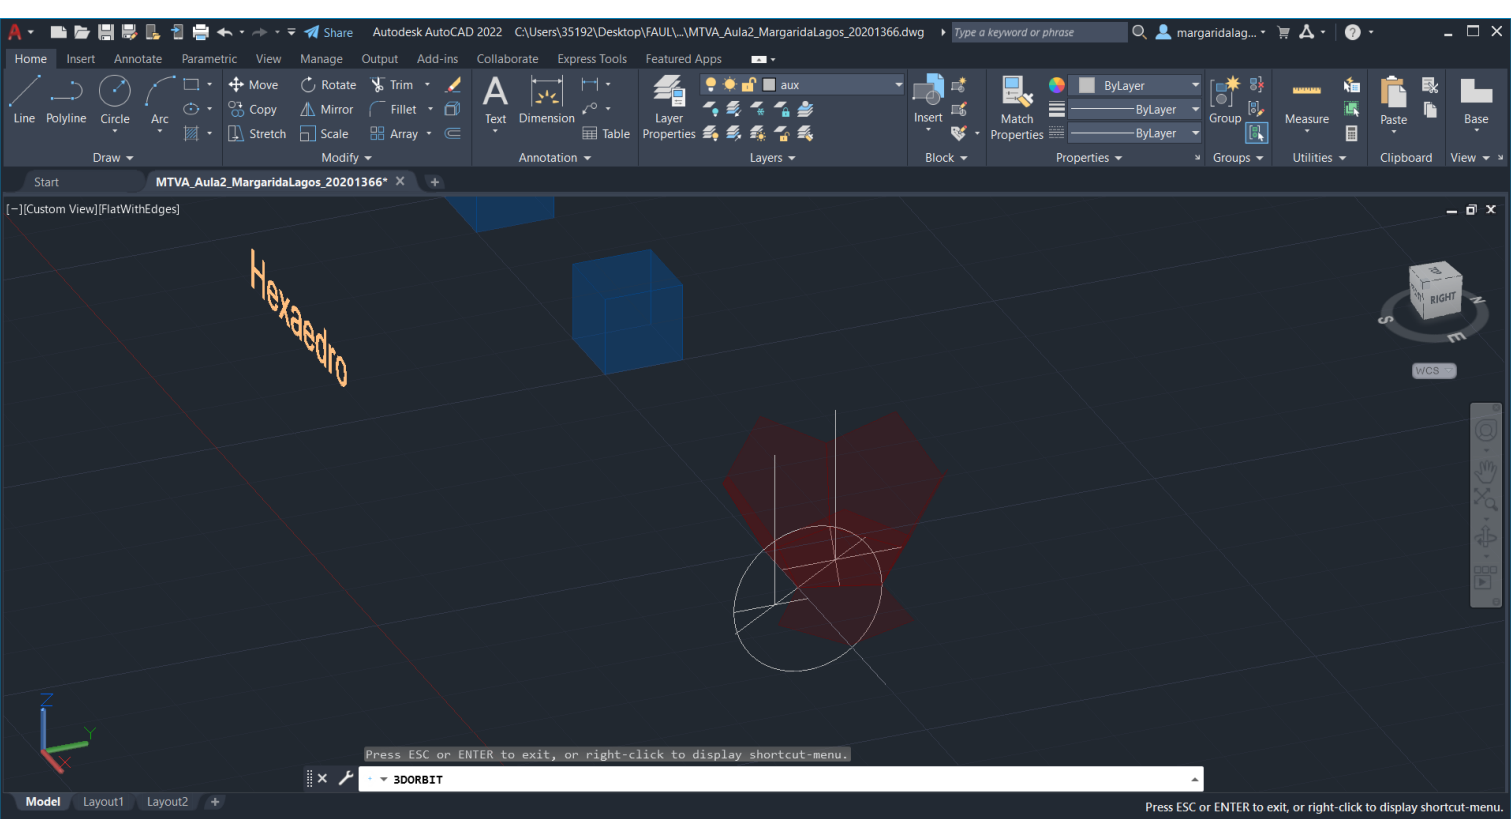 A Share Autodesk AutoCAD 2022 C:\Users\35192\Desktop\FAUL\...\MTVA_Aula2_MargaridaLagos_20201366.dwg Type a keyword or phrase margaridalag...
Home Insert Annotate Parametric View Manage Output Add-ins Collaborate Express Tools Featured Apps
Line Polyline Circle Arc
Move Rotate Trim
Copy Mirror Fillet
Stretch Scale Array
A Text Dimension Table
Layer Properties aux
Insert
Match Properties ByLayer
ByLayer
ByLayer
Group Measure Paste Base
Draw Modify Annotation Layers Block Properties Groups Utilities Clipboard View
Start MTVA_Aula2_MargaridaLagos_20201366* +
[−][Custom View][FlatWithEdges]
Hexaedro
TOP
RIGHT
N
S
E
WCS
Z
Y
X
Press ESC or ENTER to exit, or right-click to display shortcut-menu.
3DORBIT
Model Layout1 Layout2 +
Press ESC or ENTER to exit, or right-click to display shortcut-menu.